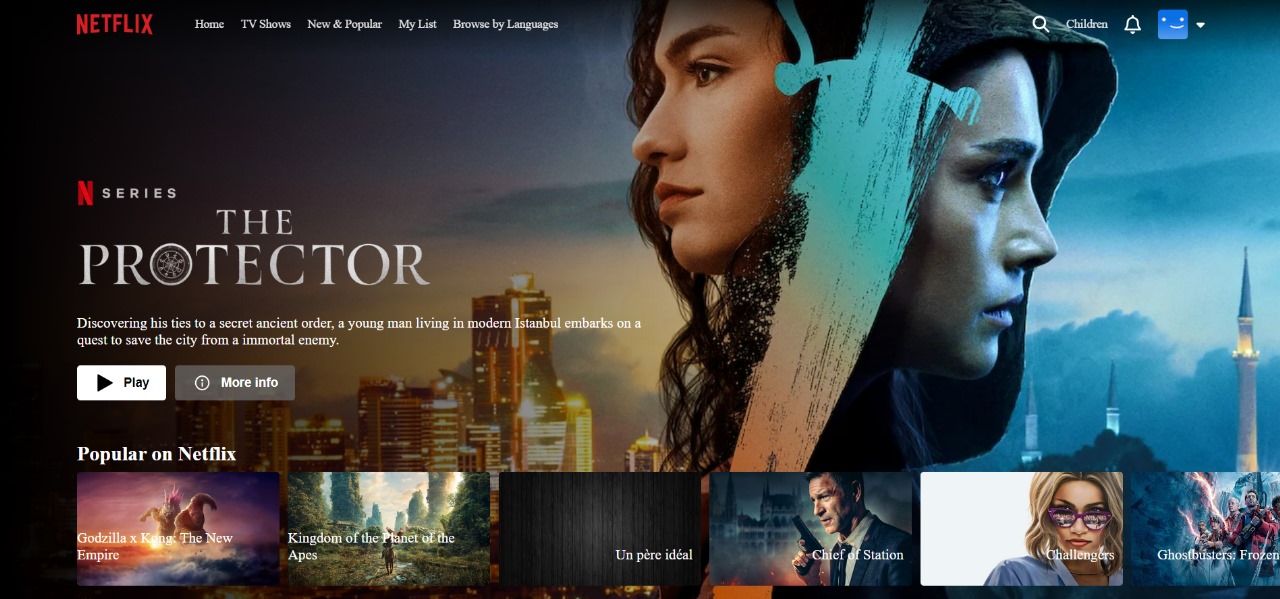 NETFLIX
Home TV Shows New & Popular My List Browse by Languages
Children
N SERIES
THE
PROTECTOR
Discovering his ties to a secret ancient order, a young man living in modern Istanbul embarks on a
quest to save the city from a immortal enemy.
Play
More info
Popular on Netflix
Godzilla x Kong: The New
Empire
Kingdom of the Planet of the
Apes
Un père idéal
Chief of Station
Challengers
Ghostbusters: Frozen